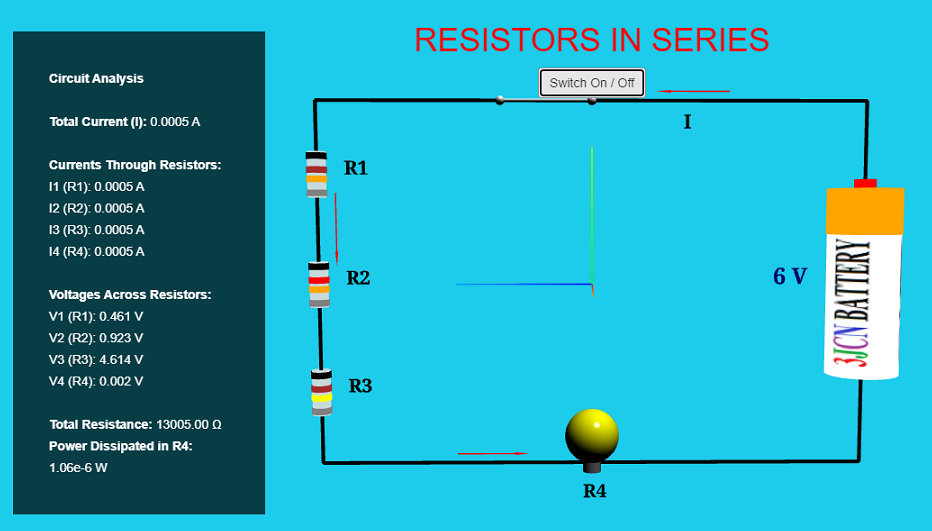 RESISTORS IN SERIES
Switch On / Off
Circuit Analysis
Total Current (I): 0.0005 A
Currents Through Resistors:
I1 (R1): 0.0005 A
I2 (R2): 0.0005 A
I3 (R3): 0.0005 A
I4 (R4): 0.0005 A
Voltages Across Resistors:
V1 (R1): 0.461 V
V2 (R2): 0.923 V
V3 (R3): 4.614 V
V4 (R4): 0.002 V
Total Resistance: 13005.00 Ω
Power Dissipated in R4:
1.06e-6 W
I
R1
R2
R3
R4
6 V
3JCN BATTERY